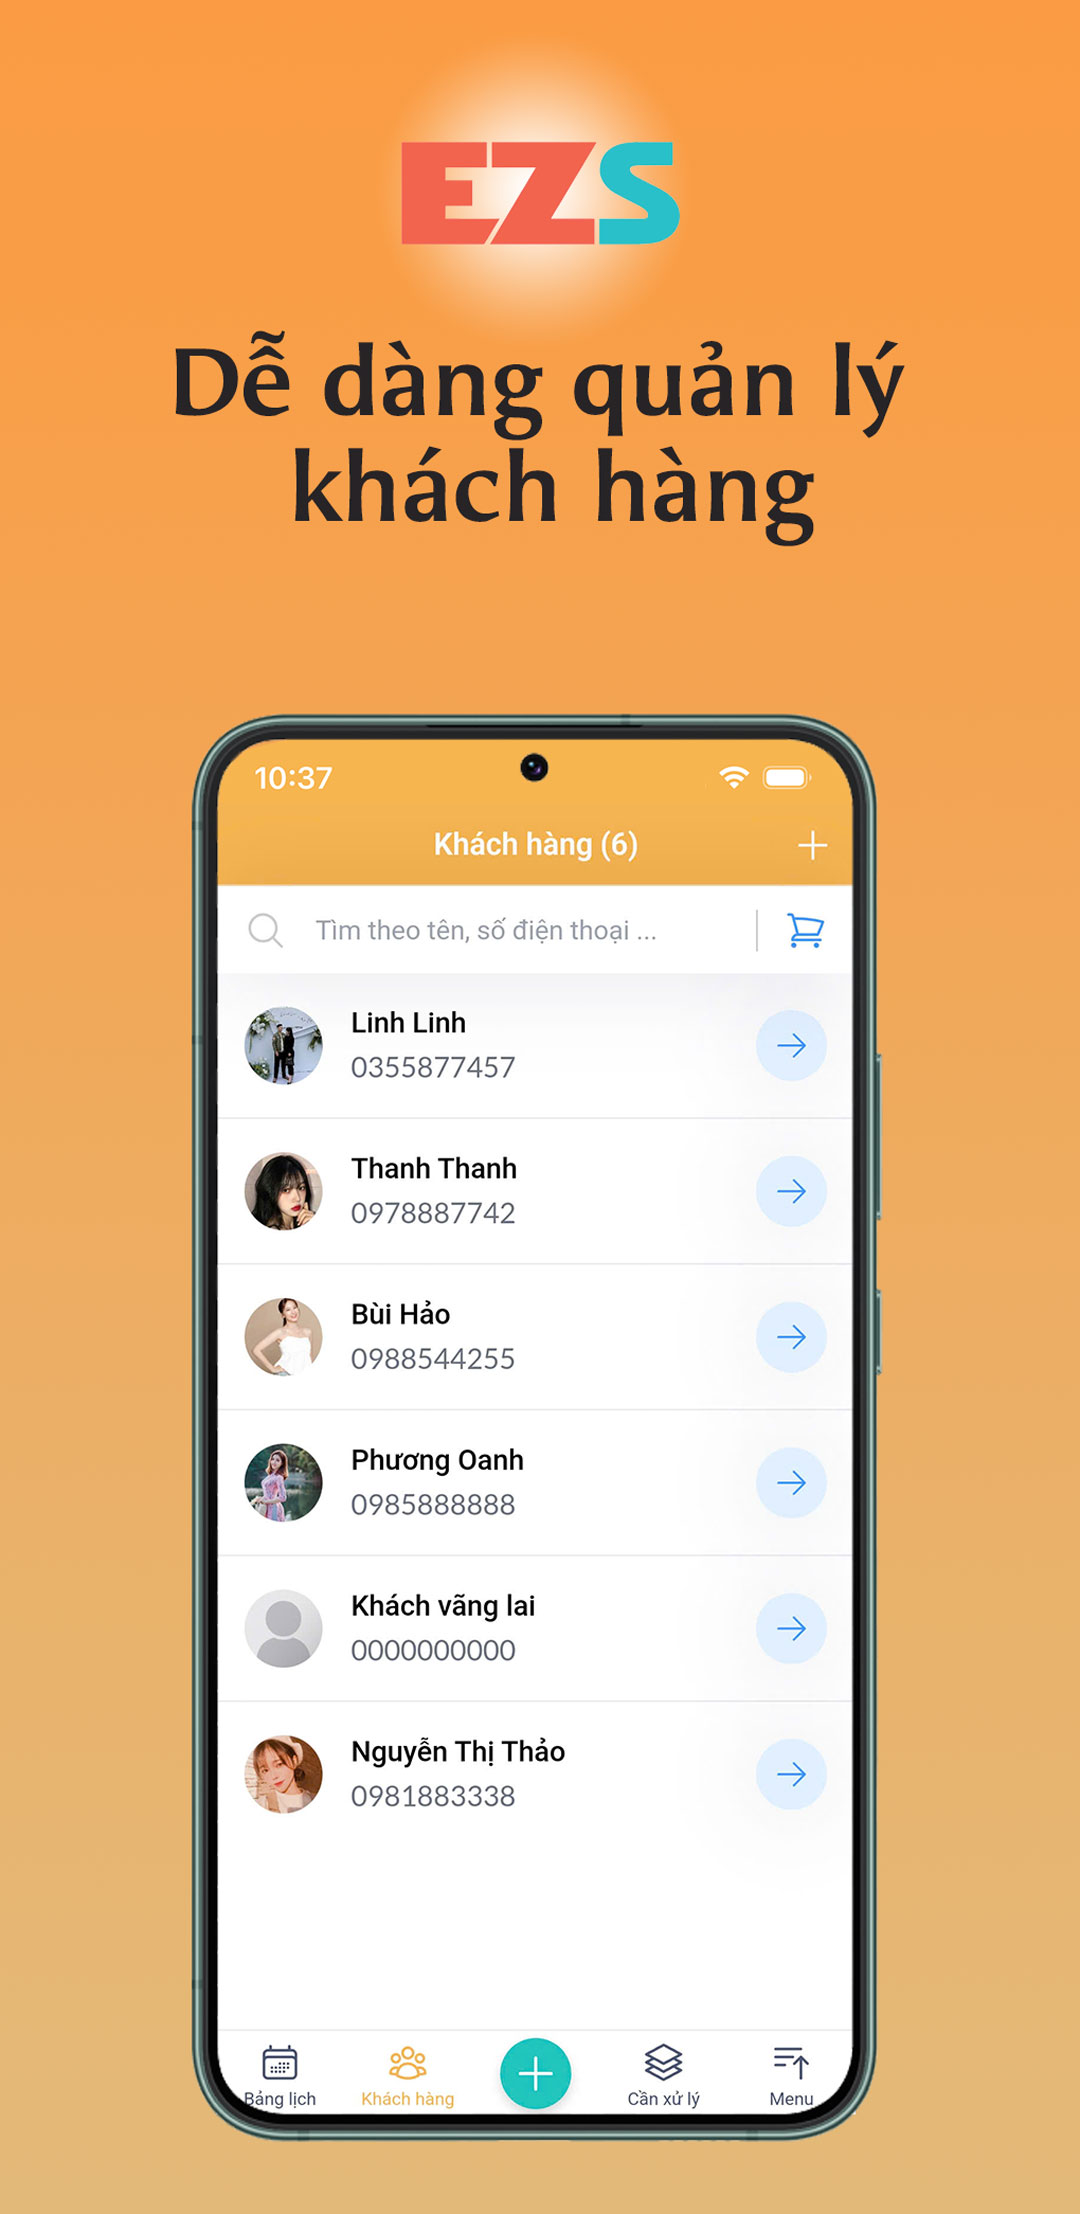 EZS
Dễ dàng quản lý
khách hàng
10:37
Khách hàng (6)
Tìm theo tên, số điện thoại ...
Linh Linh
0355877457
Thanh Thanh
0978887742
Bùi Hảo
0988544255
Phương Oanh
0985888888
Khách vãng lai
0000000000
Nguyễn Thị Thảo
0981883338
Bảng lịch
Khách hàng
Cần xử lý
Menu